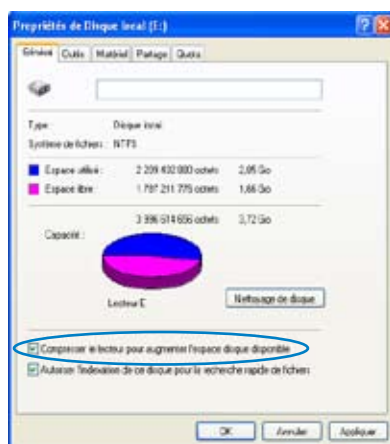 Propriétés de Disque local (E:)
Général Outils Matériel Partage Quota
Type : Disque local
Système de fichiers : NTFS
Espace utilisé : 2 209 402 880 octets 2,05 Go
Espace libre : 1 787 211 776 octets 1,66 Go
3 996 614 656 octets 3,72 Go
Capacité :
Lecteur E
Nettoyage de disque
Compresser le lecteur pour augmenter l'espace disque disponible
Autoriser l'indexation de ce disque pour la recherche rapide de fichiers
OK Annuler Appliquer